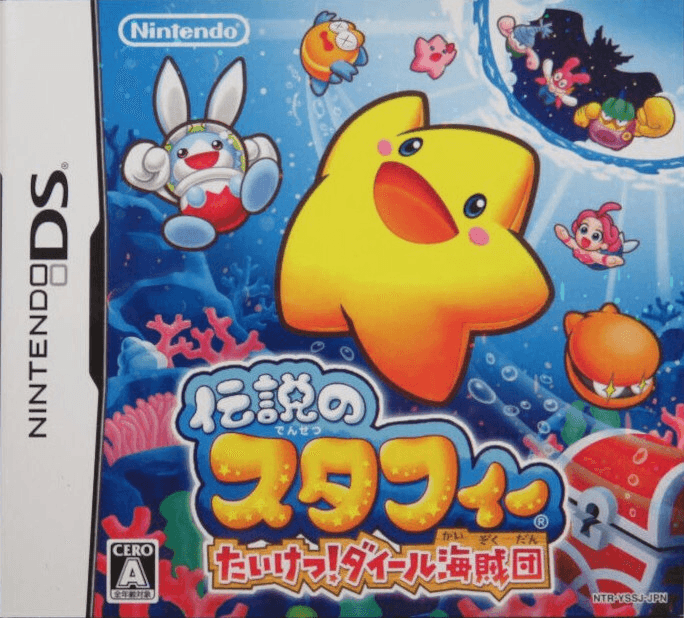 Nintendo
NINTENDO DS
伝説の
でんせつ
スタフィー®
かいぞくだん
たいけつ!ダイール海賊団
CERO
A
全年齢対象
NTR-YSSJ-JPN